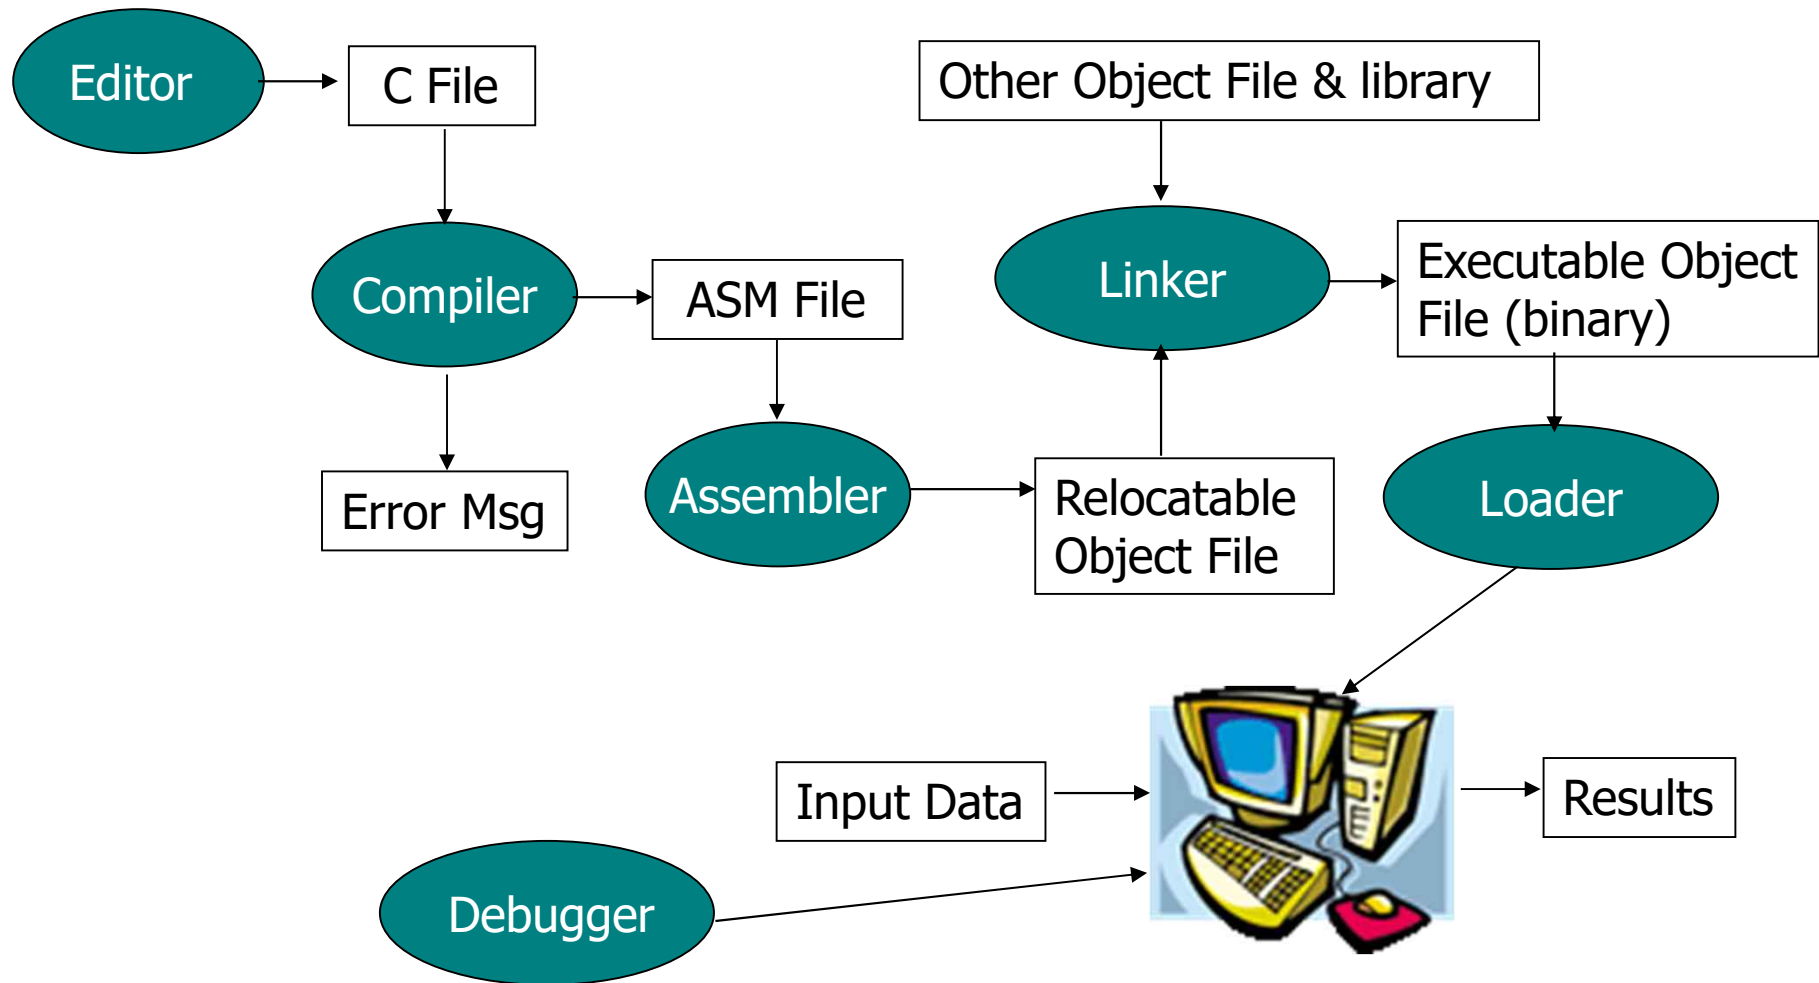 Editor
C File
Other Object File & library
Compiler
ASM File
Linker
Executable Object
File (binary)
Error Msg
Assembler
Relocatable
Object File
Loader
Input Data
Results
Debugger